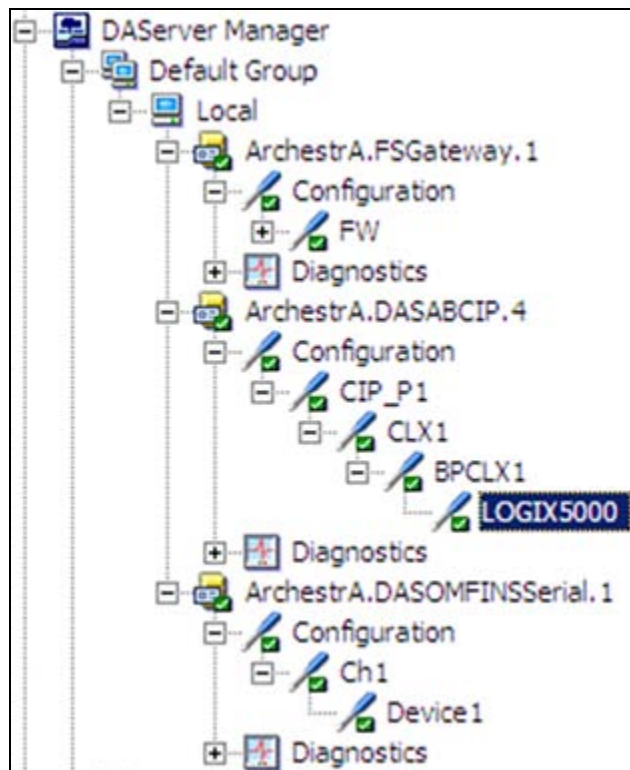 DAServer Manager
Default Group
Local
ArchestrA.FSGateway.1
Configuration
FW
Diagnostics
ArchestrA.DASABCIP.4
Configuration
CIP_P1
CLX1
BPCLX1
LOGIX5000
Diagnostics
ArchestrA.DASOMFINSSerial.1
Configuration
Ch1
Device1
Diagnostics